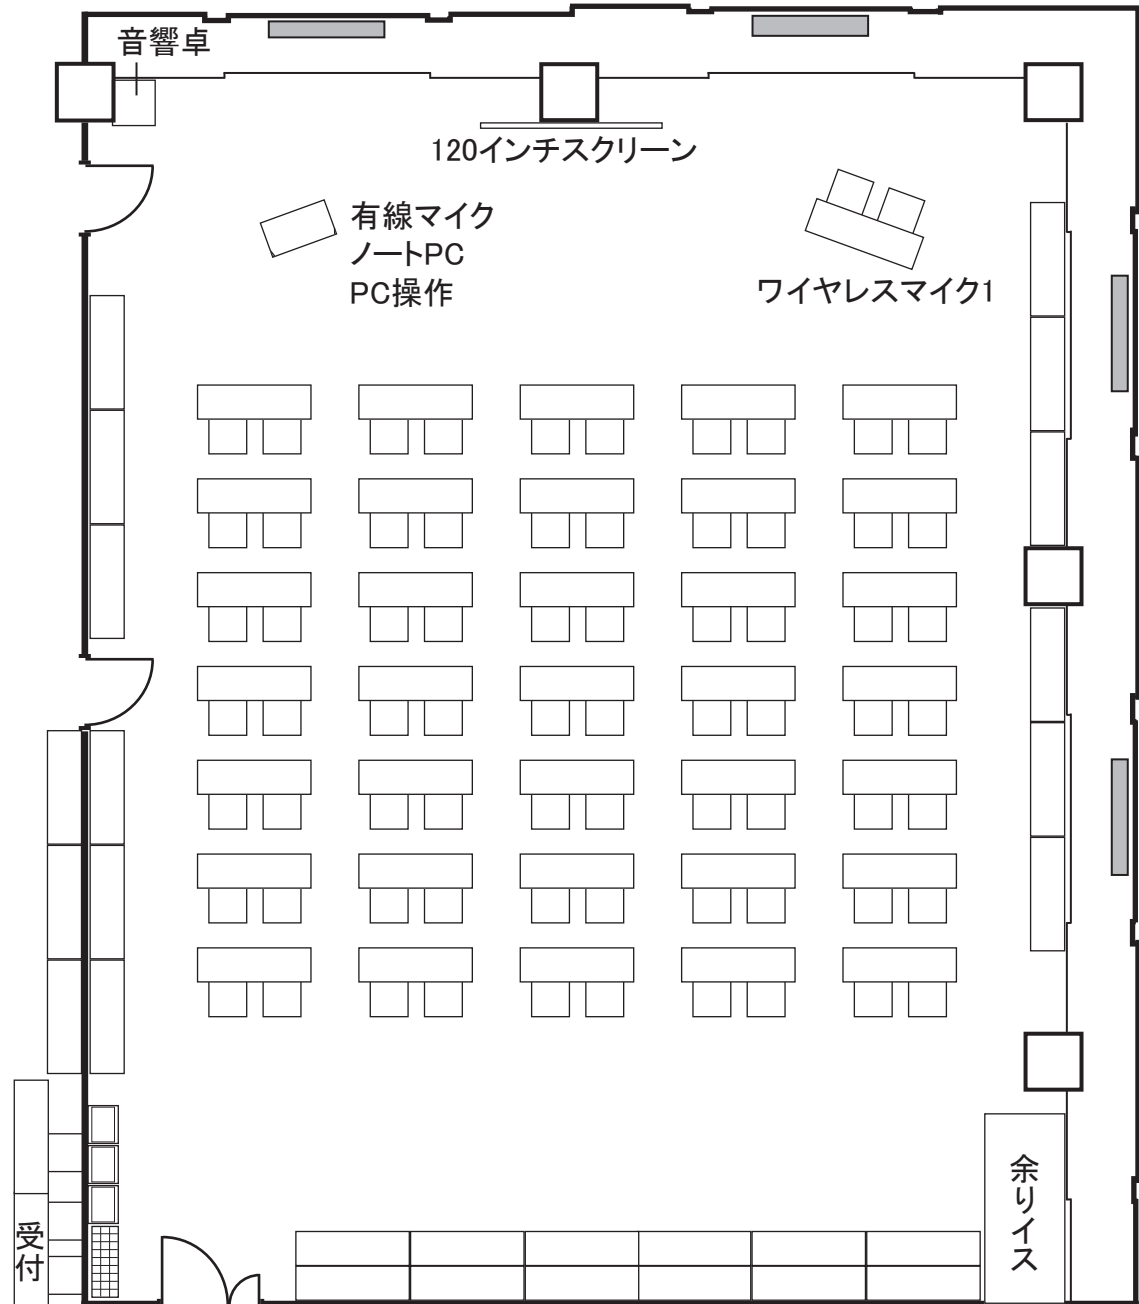 音響卓
120インチスクリーン
有線マイク
ノートPC
PC操作
ワイヤレスマイク1
余りイス
受付